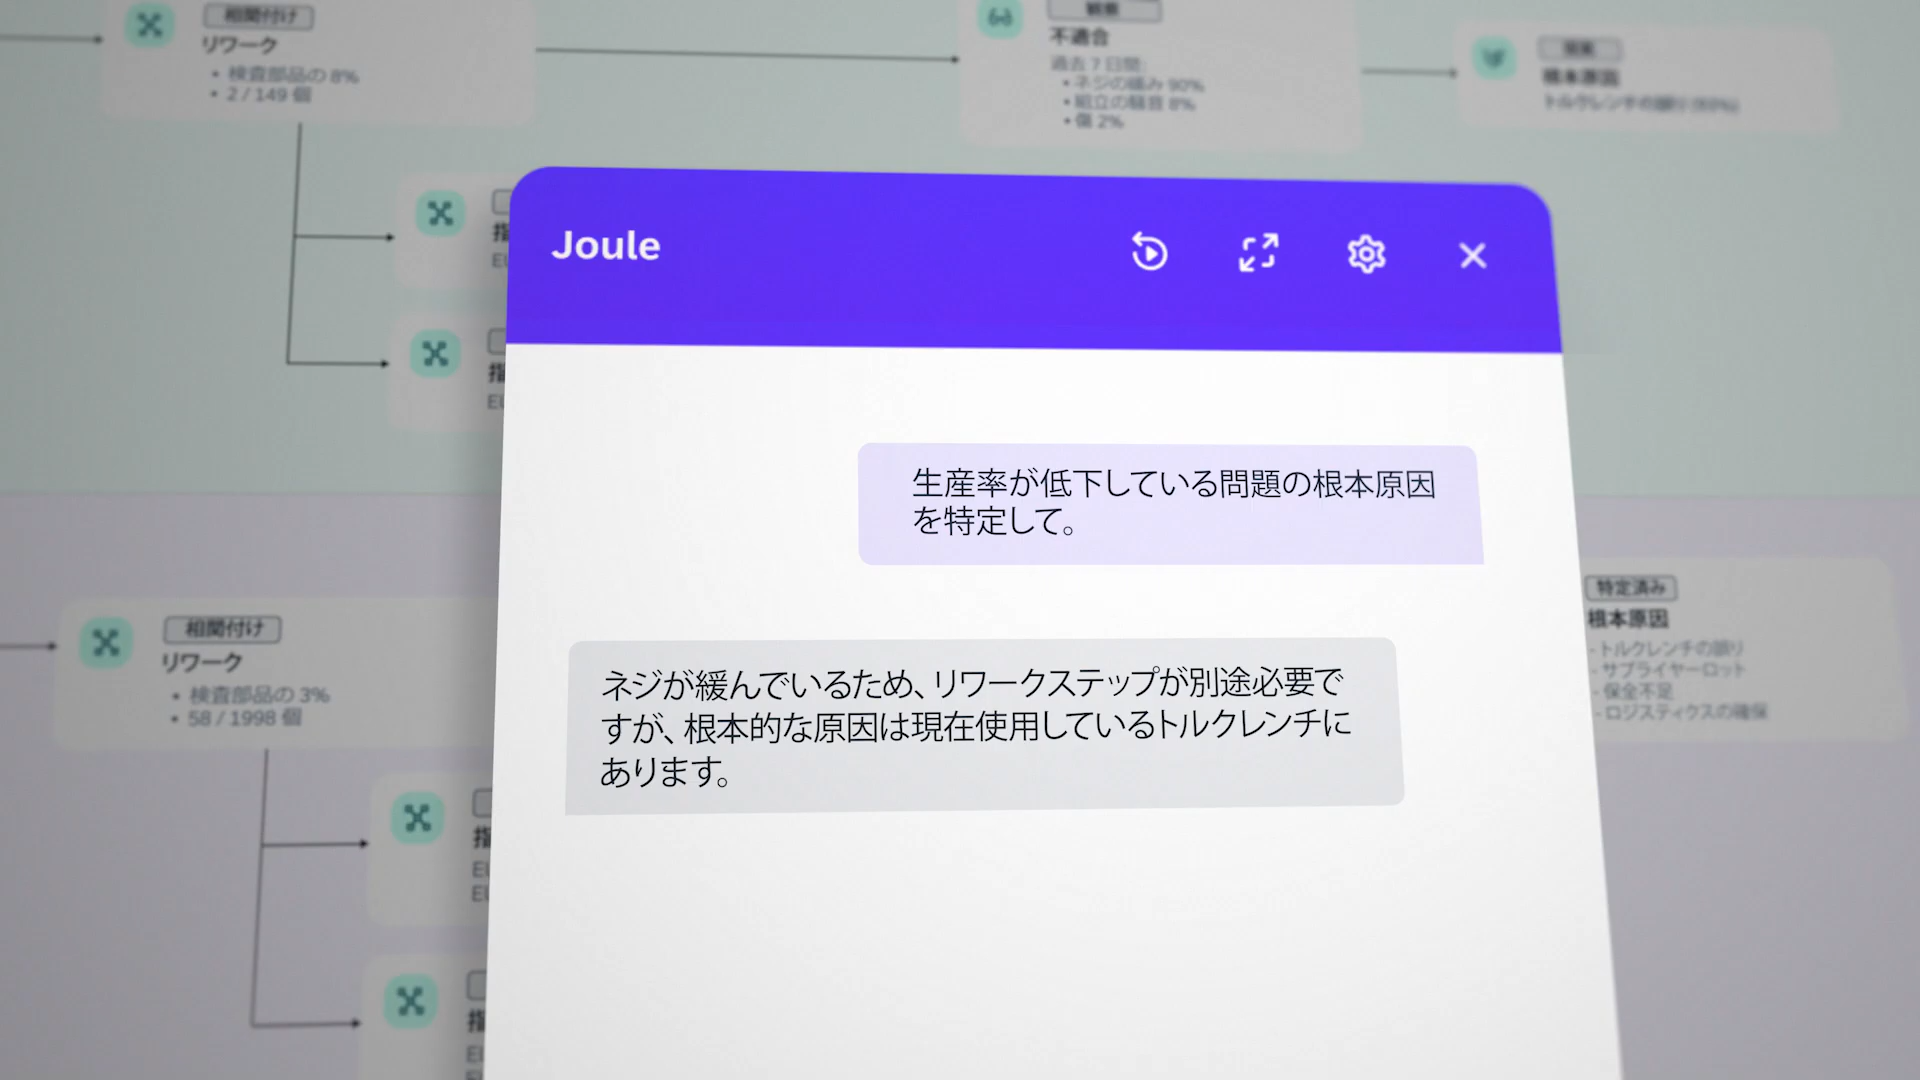 相関付け
リワーク
• 検査部品の 8%
• 2 / 149 個
観察
不適合
過去 7 日間:
• ネジの緩み 90%
• 組立の騒音 8%
• 傷 2%
根本原因
トルクレンチの誤り
Joule
生産率が低下している問題の根本原因
を特定して。
ネジが緩んでいるため、リワークステップが別途必要で
すが、根本的な原因は現在使用しているトルクレンチに
あります。
相関付け
リワーク
• 検査部品の 3%
• 58 / 1998 個
特定済み
根本原因
- トルクレンチの誤り
- サプライヤーロット
- 保全不足
- ロジスティクスの確保